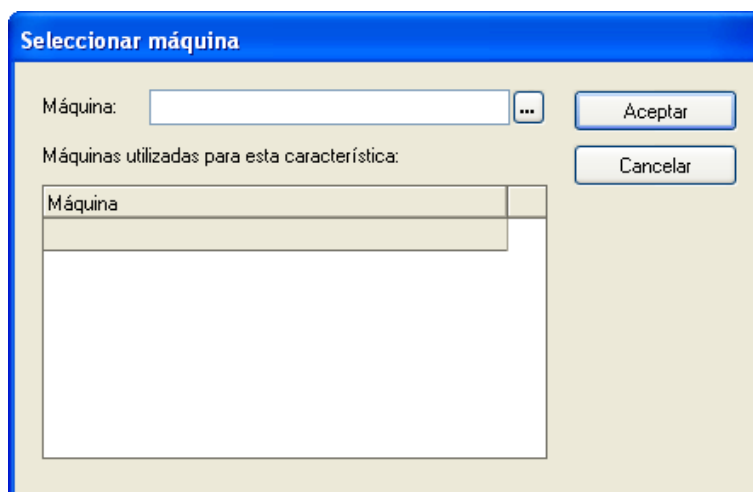 Seleccionar máquina
Máquina:
...
Aceptar
Máquinas utilizadas para esta característica:
Cancelar
Máquina